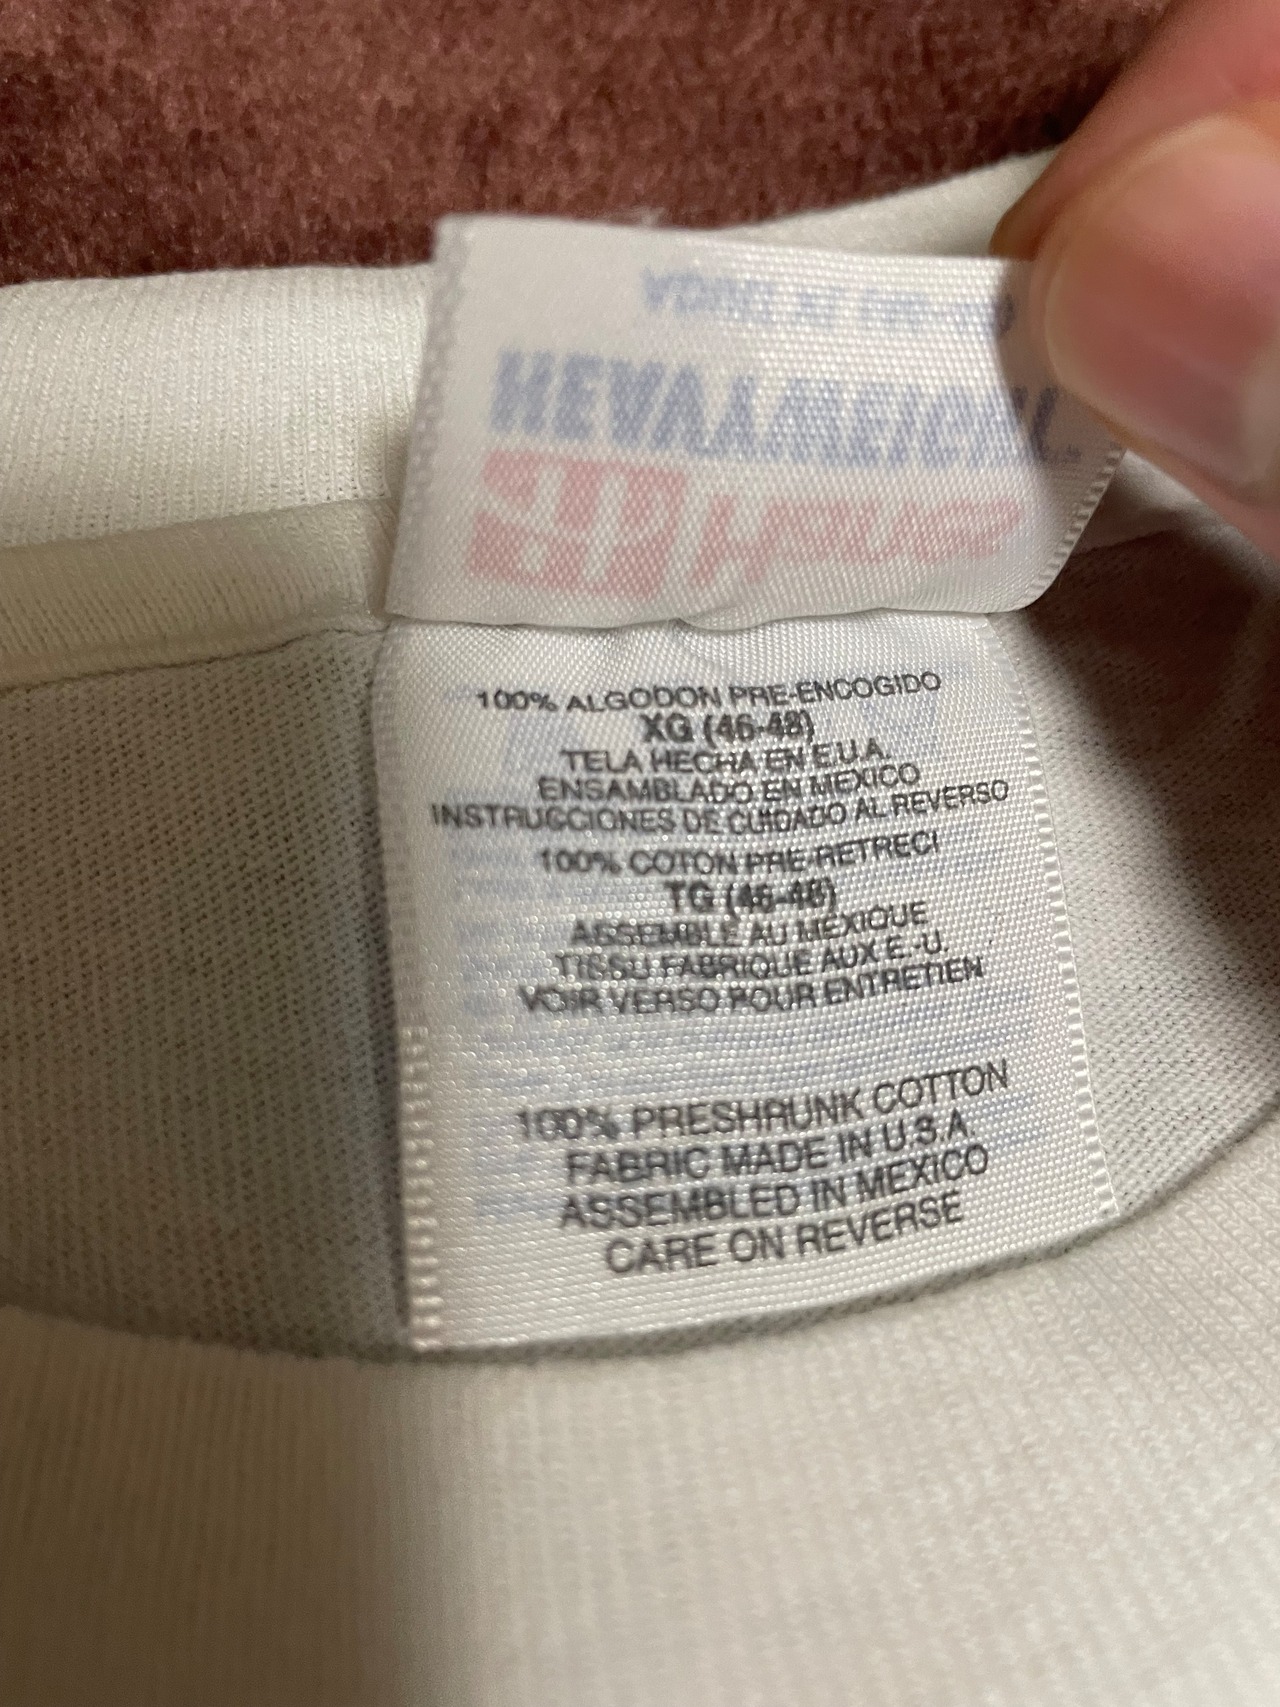 100% ALGODON PRE-ENCOGIDO
XG (46-48)
TELA HECHA EN E.U.A.
ENSAMBLADO EN MEXICO
INSTRUCCIONES DE CUIDADO AL REVERSO
100% COTON PRE-RETRECI
TG (46-48)
ASSEMBLE AU MEXIQUE
TISSU FABRIQUE AUX E.-U.
VOIR VERSO POUR ENTRETIEN
100% PRESHRUNK COTTON
FABRIC MADE IN U.S.A
ASSEMBLED IN MEXICO
CARE ON REVERSE